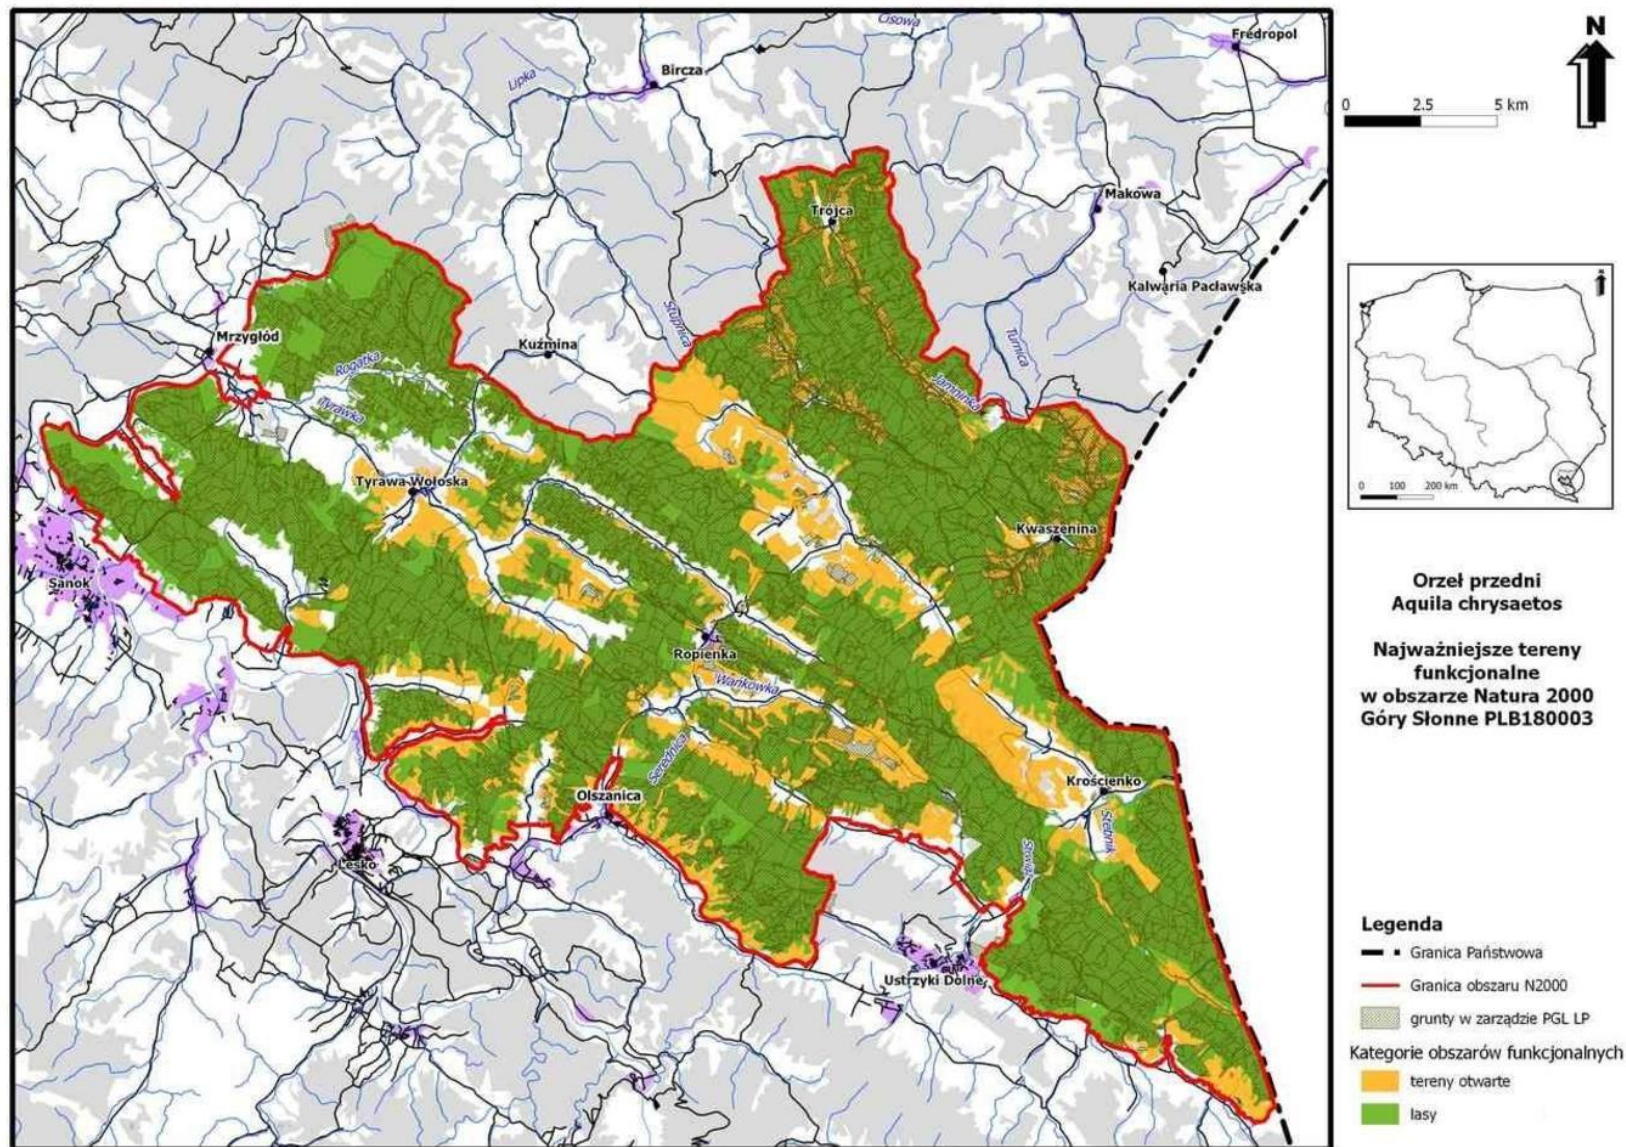 Cisowa
Fredropol
Lipka
Bircza
Makowa
Trójca
Kalwaria Pacławska
Stupnica
Turnica
Mrzygłód
Kuźmina
Rogatka
Jamninka
Tyrawka
Tyrawa Wołoska
Kwaszenina
Sanok
Ropienka
Wańkowka
Serednica
Krościenko
Olszanica
Stebnik
Lesko
Ustrzyki Dolne
N
0 2.5 5 km
0 100 200 km
Orzeł przedni
Aquila chrysaetos
Najważniejsze tereny
funkcjonalne
w obszarze Natura 2000
Góry Słonne PLB180003
Legenda
Granica Państwowa
Granica obszaru N2000
grunty w zarządzie PGL LP
Kategorie obszarów funkcjonalnych
tereny otwarte
lasy